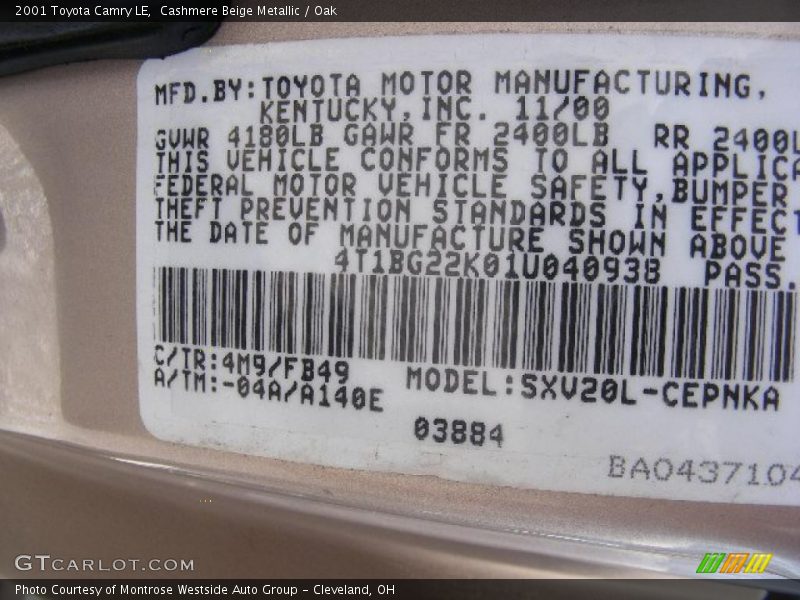 2001 Toyota Camry LE, Cashmere Beige Metallic / Oak
MFD.BY:TOYOTA MOTOR MANUFACTURING,
KENTUCKY,INC. 11/00
GVWR 4180LB GAWR FR 2400LB RR 2400L
THIS VEHICLE CONFORMS TO ALL APPLICA
FEDERAL MOTOR VEHICLE SAFETY,BUMPER
THEFT PREVENTION STANDARDS IN EFFECT
THE DATE OF MANUFACTURE SHOWN ABOVE
4T1BG22K01U040938 PASS.
C/TR:4M9/FB49
A/TM:-04A/A140E
MODEL:SXV20L-CEPNKA
03884
BA0437104
GTCARLOT.COM
Photo Courtesy of Montrose Westside Auto Group - Cleveland, OH